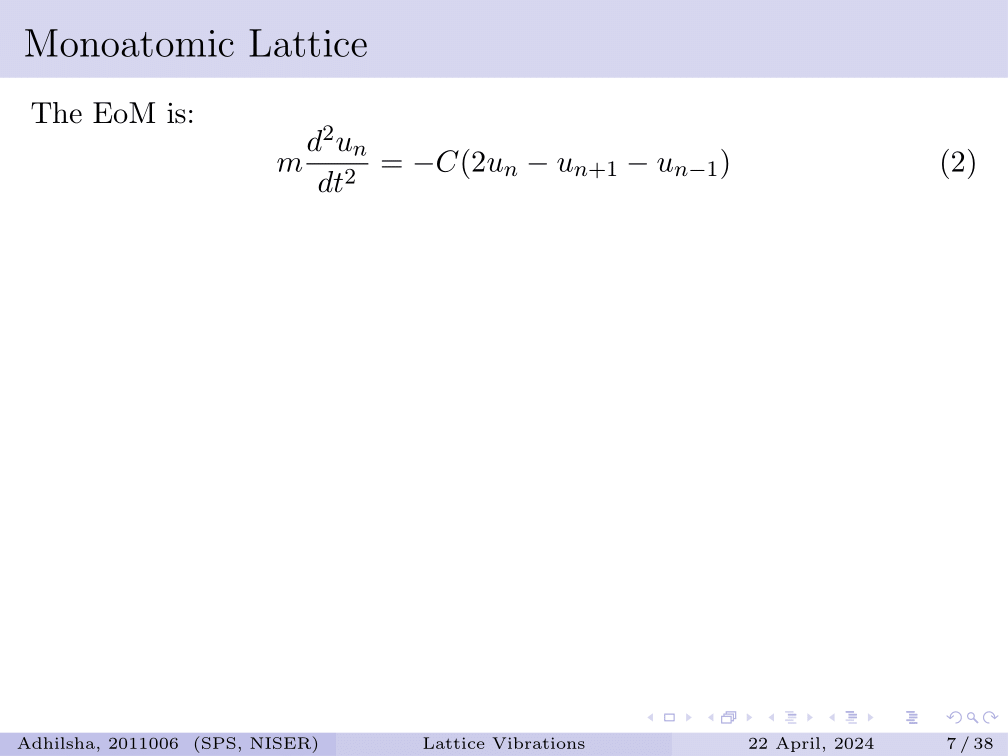 Monoatomic Lattice
The EoM is:
m d²uₙ/dt² = −C(2uₙ − uₙ₊₁ − uₙ₋₁) (2)
Adhilsha, 2011006 (SPS, NISER) Lattice Vibrations 22 April, 2024 7 / 38